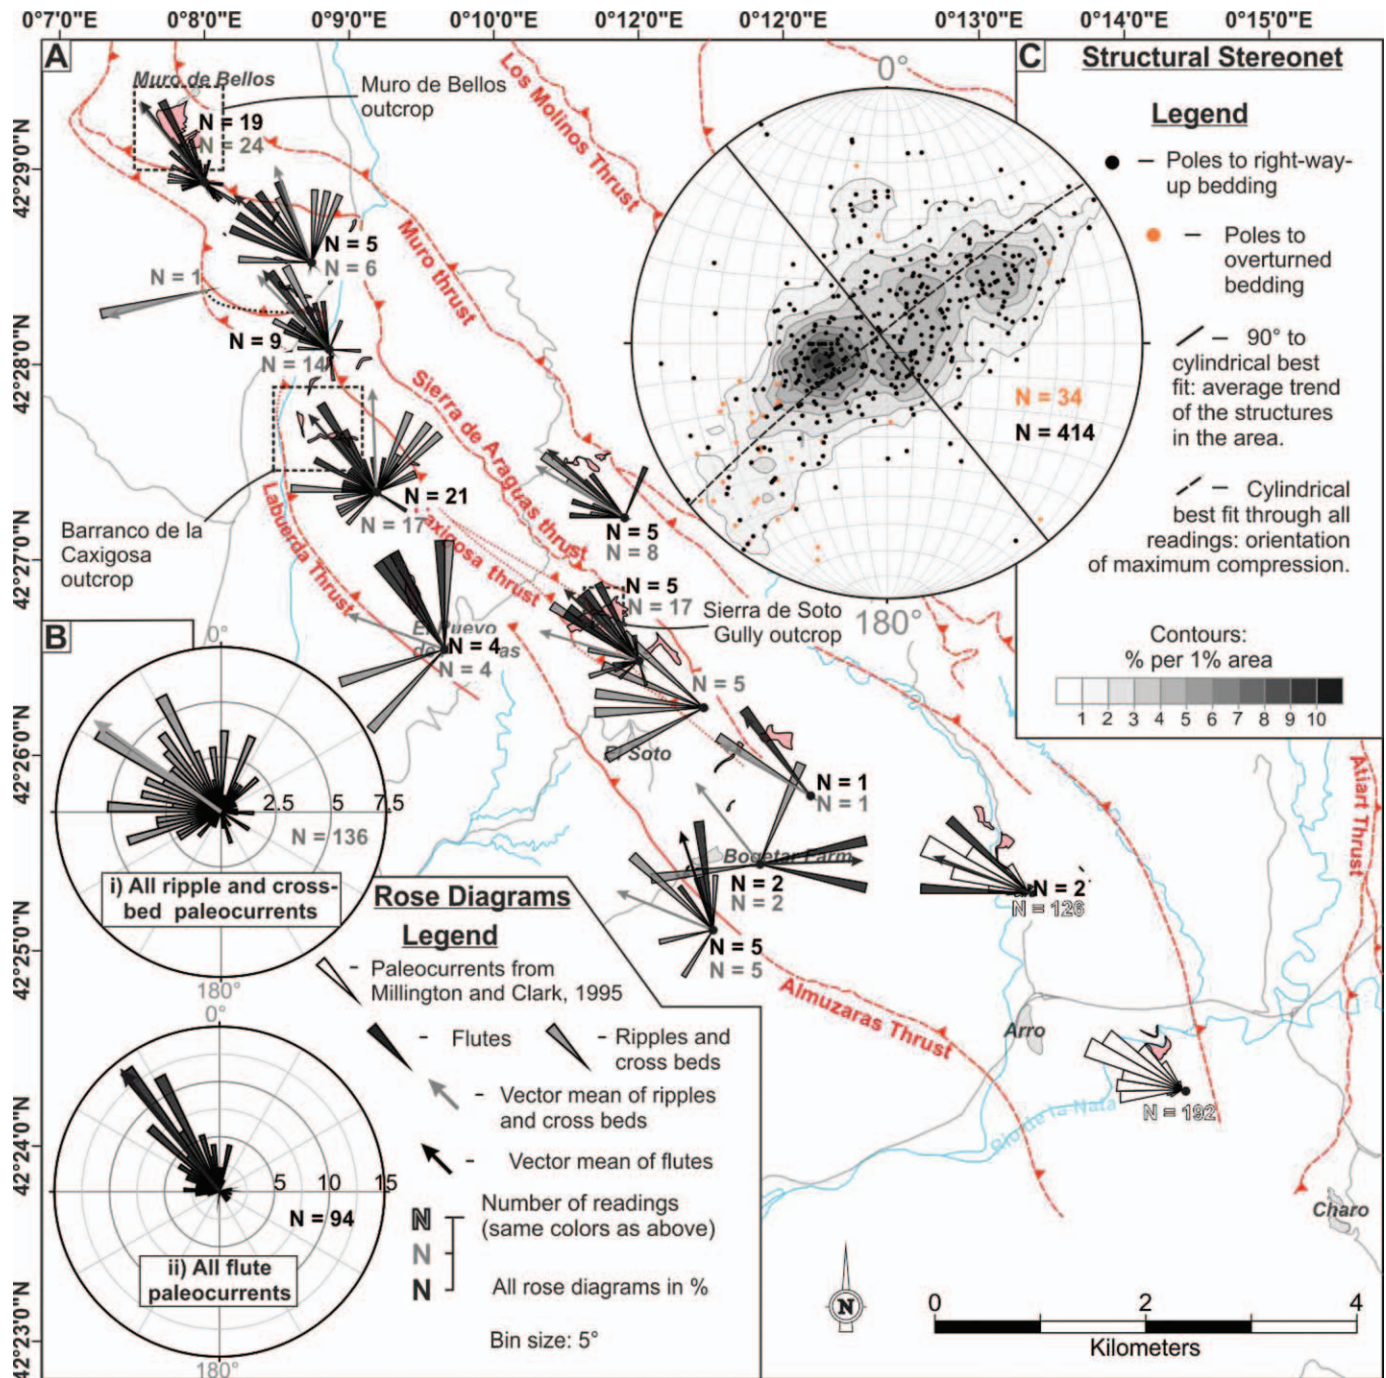 0°7'0"E
0°8'0"E
0°9'0"E
0°10'0"E
0°11'0"E
0°12'0"E
0°12'0"E
0°13'0"E
0°14'0"E
0°15'0"E
42°29'0"N
42°28'0"N
42°27'0"N
42°26'0"N
42°25'0"N
42°24'0"N
42°23'0"N
A
Muro de Bellos
Muro de Bellos
outcrop
N = 19
N = 24
N = 5
N = 6
N = 1
N = 9
N = 14
Los Molinos Thrust
Muro thrust
Sierra de Araguas thrust
Labuerda Thrust
axigosa thrust
Barranco de la
Caxigosa
outcrop
N = 21
N = 17
N = 5
N = 8
N = 5
N = 17
Sierra de Soto
Gully outcrop
N = 4
as
N = 4
N = 5
Soto
N = 1
N = 1
Bogetar Farm
N = 2
N = 2
N = 5
N = 5
N = 2
N = 126
Almuzaras Thrust
Atiart Thrust
Arro
Rio de la Nata
N = 192
Charo
N
0
2
4
Kilometers
B
0°
2.5
5
7.5
N = 136
i) All ripple and cross-
bed paleocurrents
180°
0°
5
10
15
N = 94
ii) All flute
paleocurrents
180°
Rose Diagrams
Legend
– Paleocurrents from
Millington and Clark, 1995
- Flutes
- Ripples and
cross beds
- Vector mean of ripples
and cross beds
- Vector mean of flutes
N
N
N
Number of readings
(same colors as above)
All rose diagrams in %
Bin size: 5°
C
0°
180°
N = 34
N = 414
Structural Stereonet
Legend
– Poles to right-way-
up bedding
– Poles to
overturned
bedding
– 90° to
cylindrical best
fit: average trend
of the structures
in the area.
– Cylindrical
best fit through all
readings: orientation
of maximum compression.
Contours:
% per 1% area
1 2 3 4 5 6 7 8 9 10